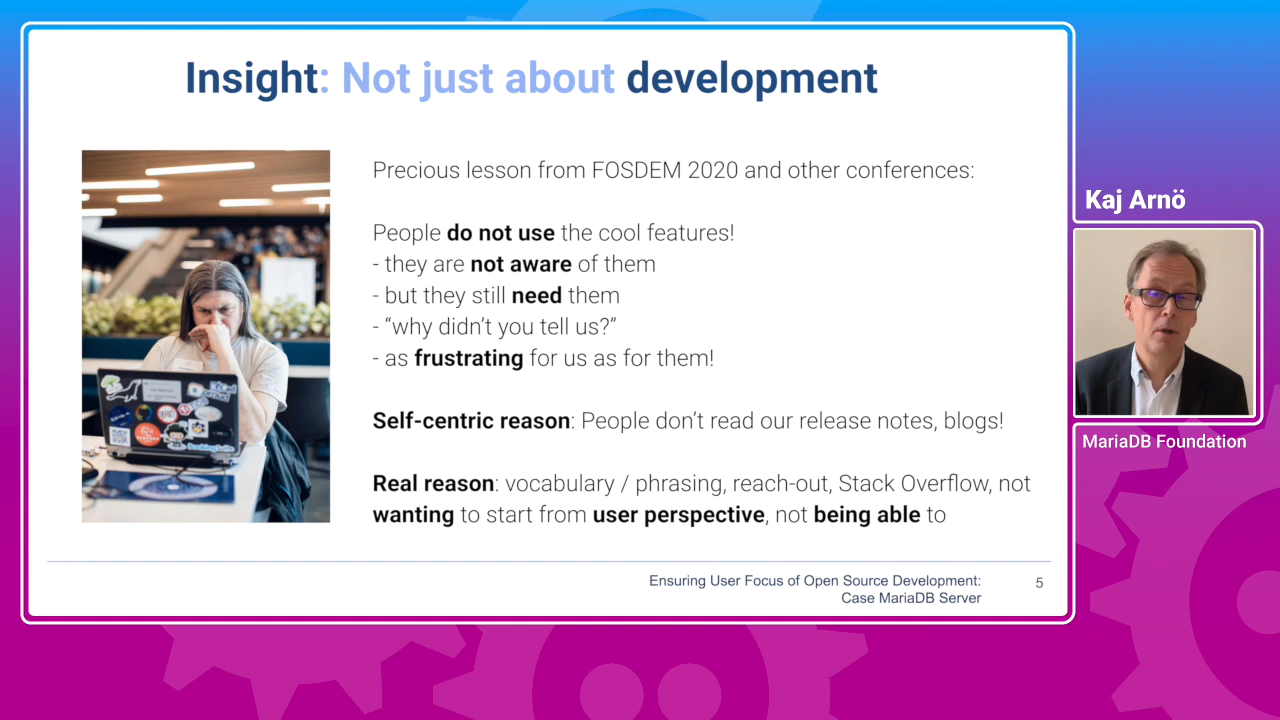 Insight: Not just about development
Precious lesson from FOSDEM 2020 and other conferences:
People do not use the cool features!
- they are not aware of them
- but they still need them
- “why didn’t you tell us?”
- as frustrating for us as for them!
Self-centric reason: People don’t read our release notes, blogs!
Real reason: vocabulary / phrasing, reach-out, Stack Overflow, not
wanting to start from user perspective, not being able to
Ensuring User Focus of Open Source Development:
Case MariaDB Server
5
Kaj Arnö
MariaDB Foundation